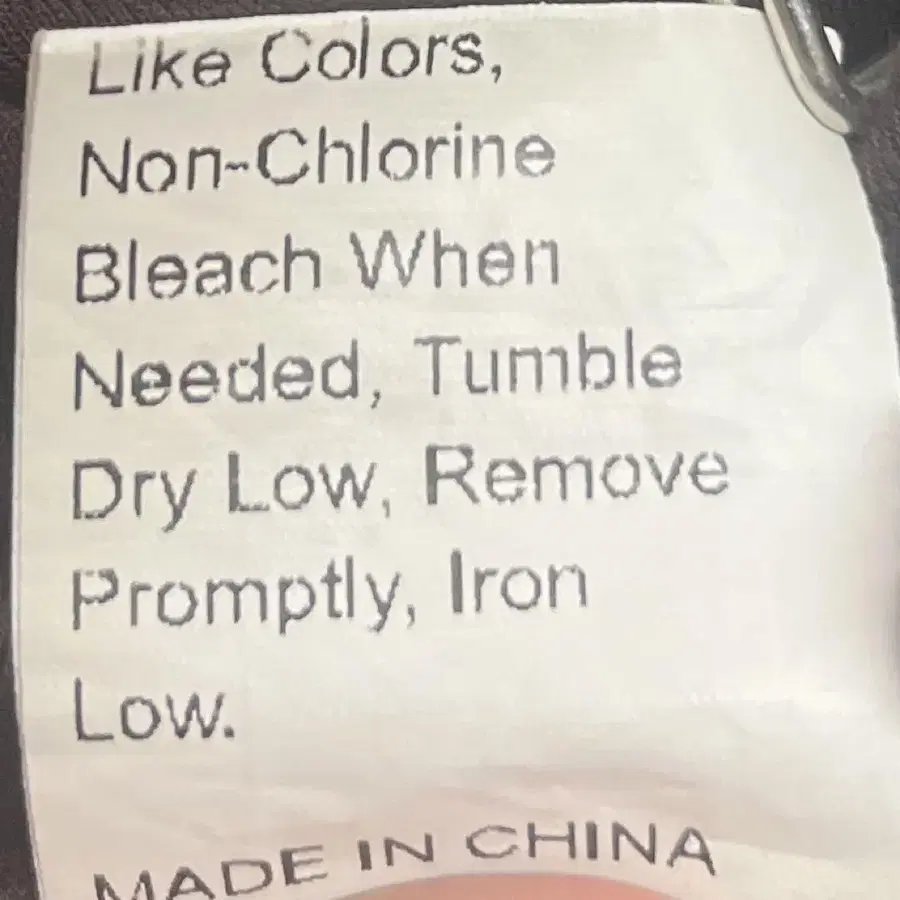 Like Colors,
Non-Chlorine
Bleach When
Needed, Tumble
Dry Low, Remove
Promptly, Iron
Low.
MADE IN CHINA